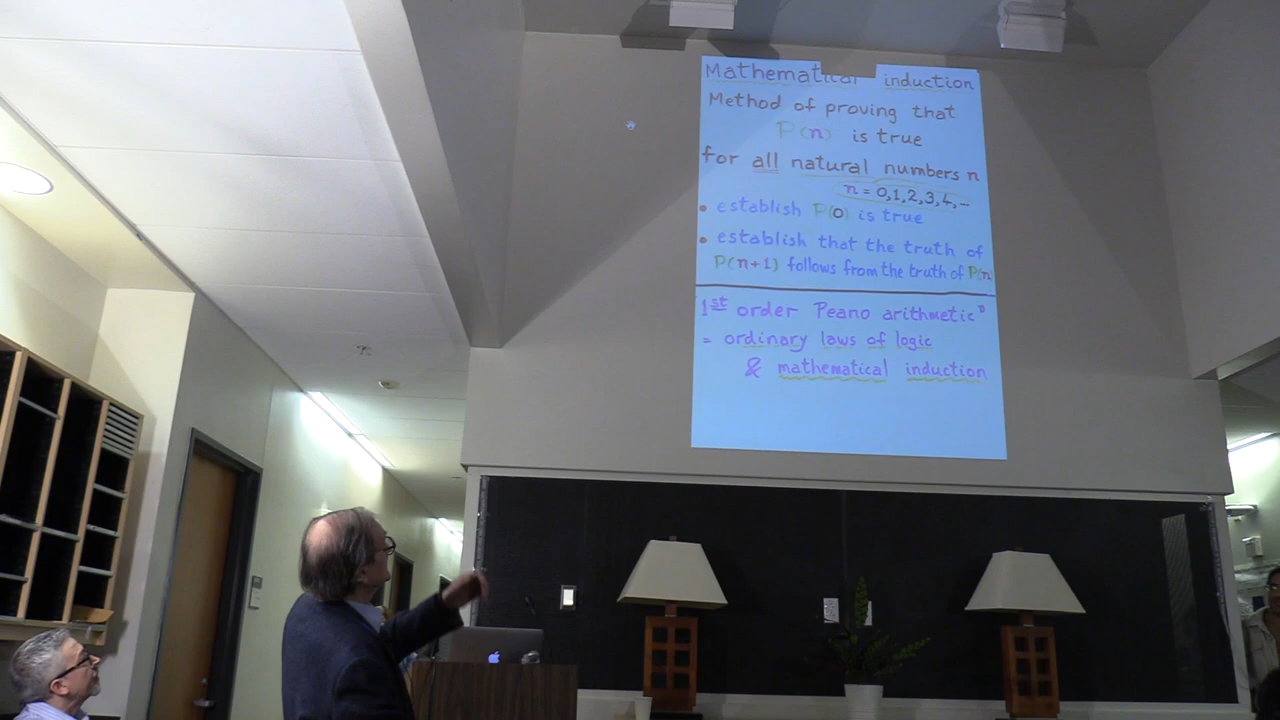 Mathematical induction
Method of proving that
P(n) is true
for all natural numbers n
n = 0,1,2,3,4,--
• establish P(0) is true
• establish that the truth of
P(n+1) follows from the truth of P(n
1st order Peano arithmetic
= ordinary laws of logic
& mathematical induction